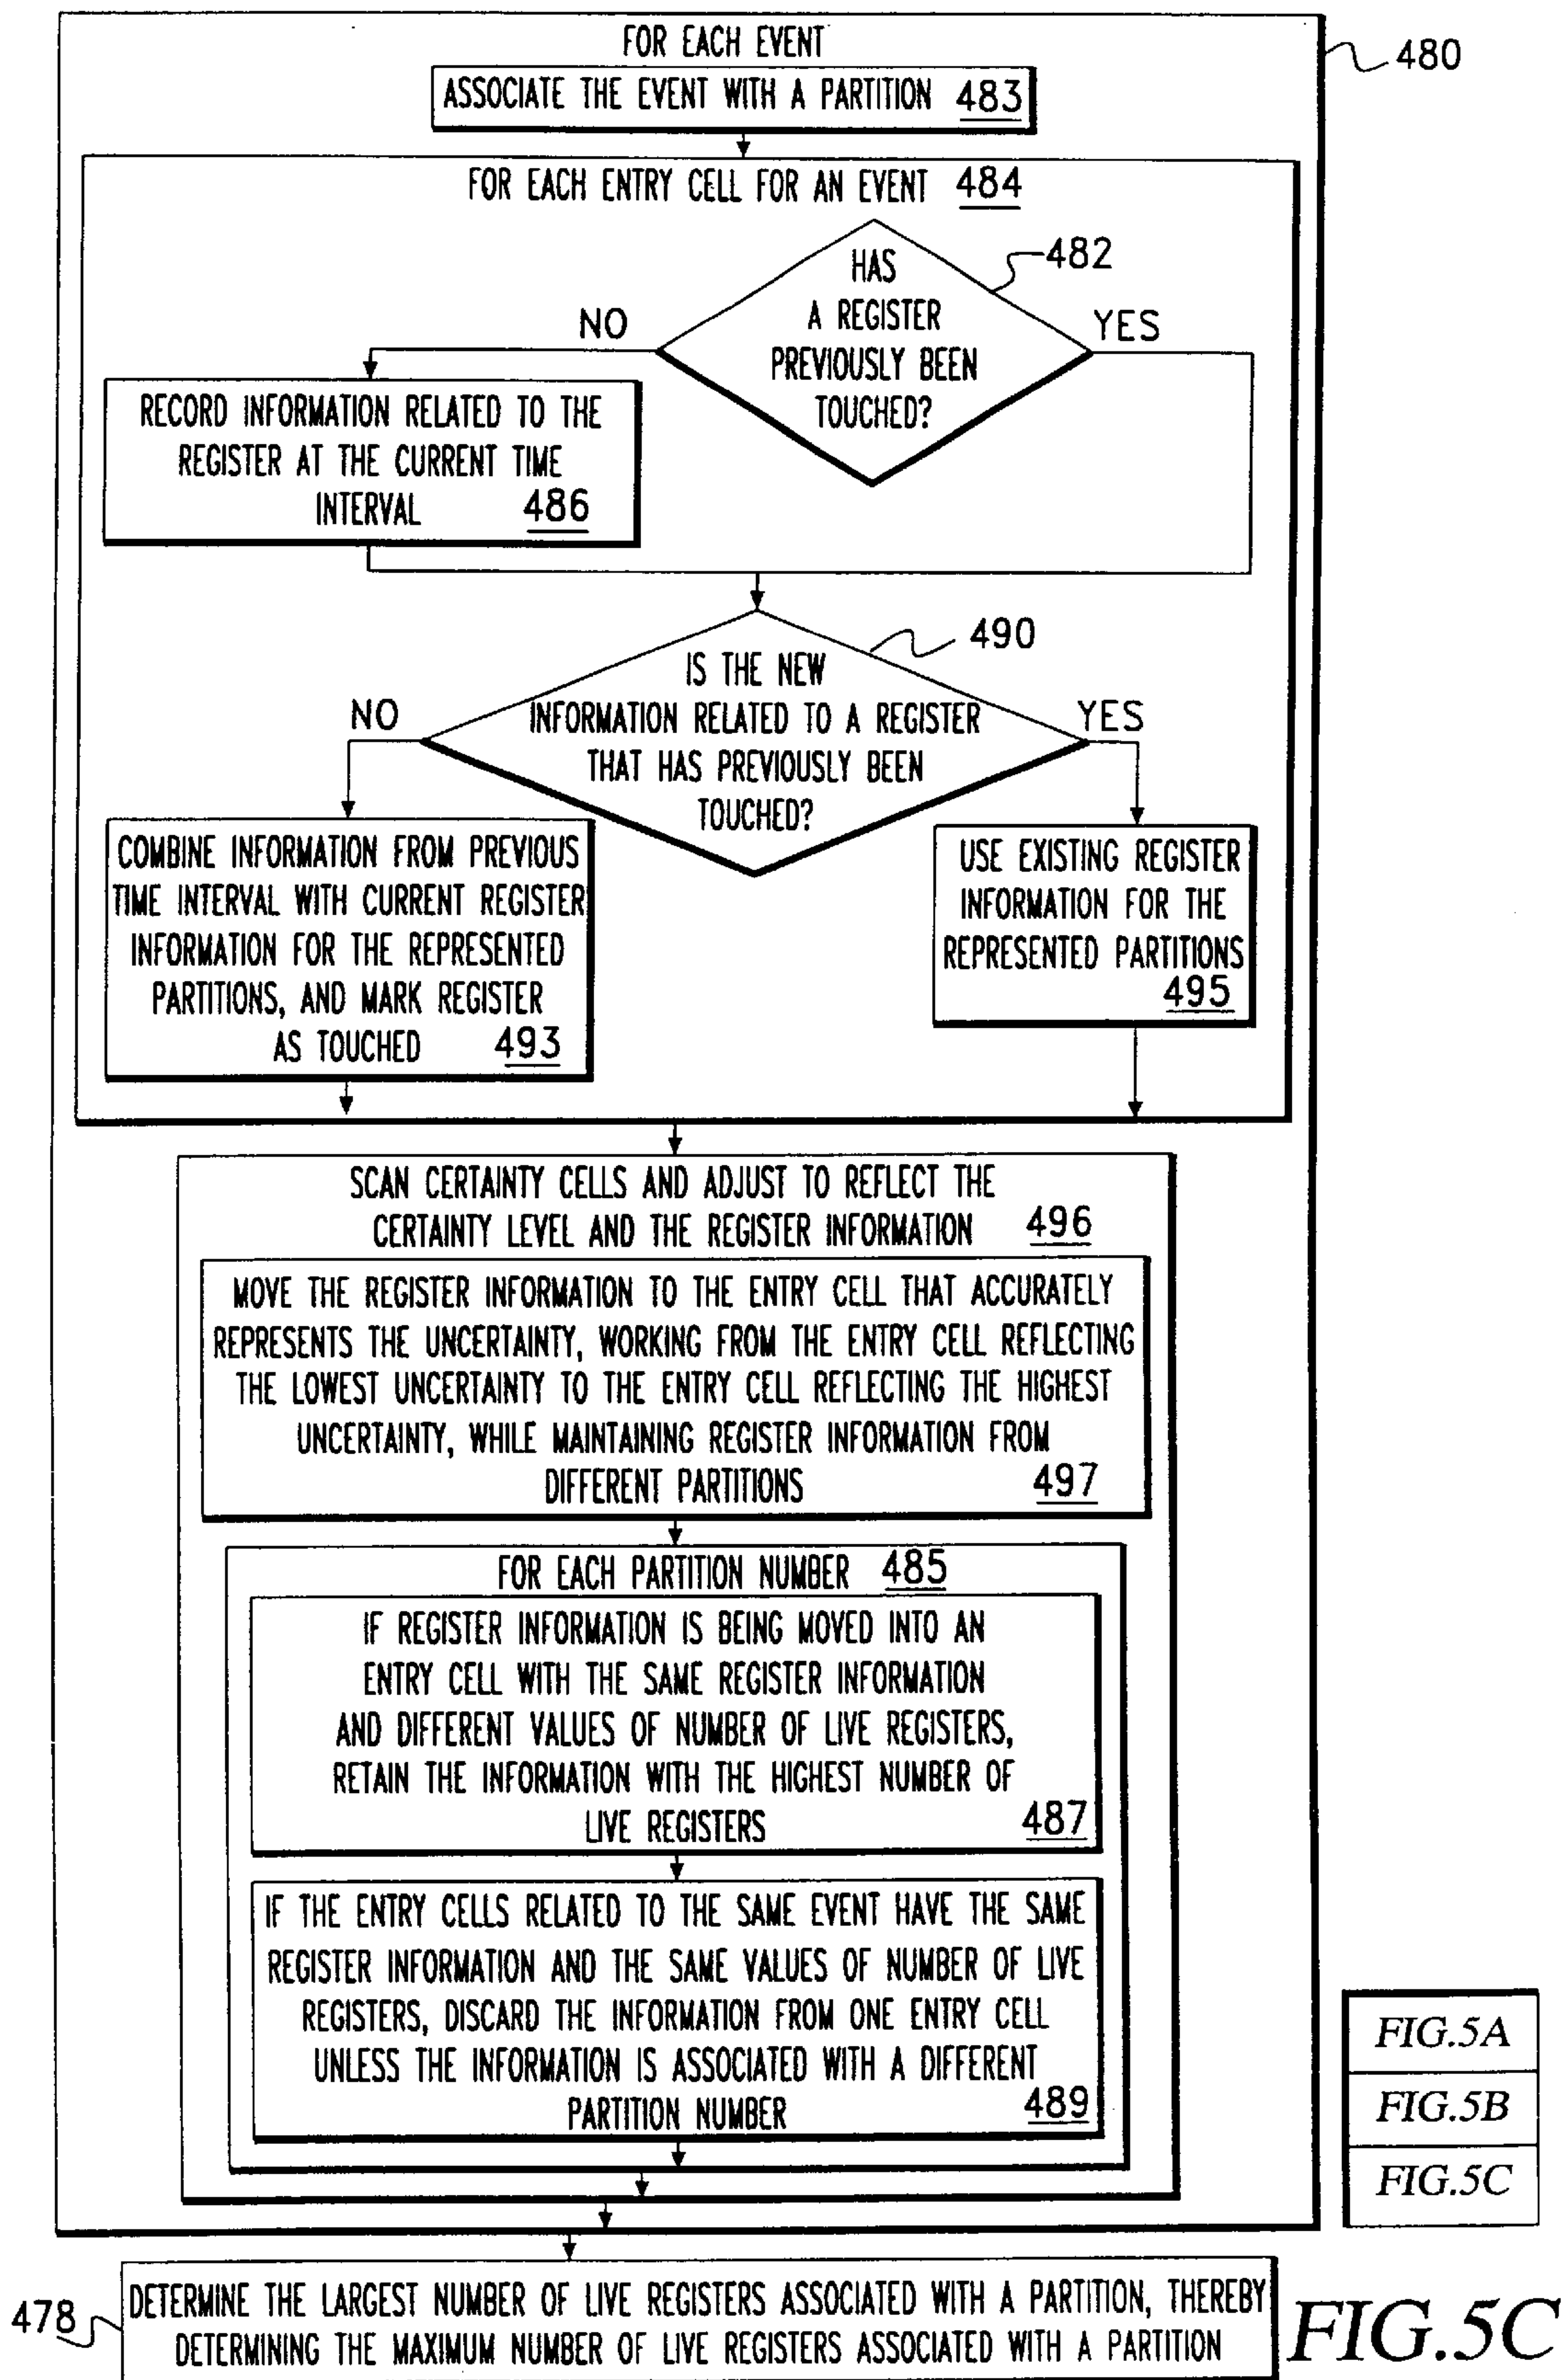 FOR EACH EVENT
480
ASSOCIATE THE EVENT WITH A PARTITION 483
FOR EACH ENTRY CELL FOR AN EVENT 484
482
HAS
A REGISTER
PREVIOUSLY BEEN
TOUCHED?
NO
YES
RECORD INFORMATION RELATED TO THE
REGISTER AT THE CURRENT TIME
INTERVAL 486
490
IS THE NEW
INFORMATION RELATED TO A REGISTER
THAT HAS PREVIOUSLY BEEN
TOUCHED?
NO
YES
COMBINE INFORMATION FROM PREVIOUS
TIME INTERVAL WITH CURRENT REGISTER
INFORMATION FOR THE REPRESENTED
PARTITIONS, AND MARK REGISTER
AS TOUCHED 493
USE EXISTING REGISTER
INFORMATION FOR THE
REPRESENTED PARTITIONS
495
SCAN CERTAINTY CELLS AND ADJUST TO REFLECT THE
CERTAINTY LEVEL AND THE REGISTER INFORMATION 496
MOVE THE REGISTER INFORMATION TO THE ENTRY CELL THAT ACCURATELY
REPRESENTS THE UNCERTAINTY, WORKING FROM THE ENTRY CELL REFLECTING
THE LOWEST UNCERTAINTY TO THE ENTRY CELL REFLECTING THE HIGHEST
UNCERTAINTY, WHILE MAINTAINING REGISTER INFORMATION FROM
DIFFERENT PARTITIONS 497
FOR EACH PARTITION NUMBER 485
IF REGISTER INFORMATION IS BEING MOVED INTO AN
ENTRY CELL WITH THE SAME REGISTER INFORMATION
AND DIFFERENT VALUES OF NUMBER OF LIVE REGISTERS,
RETAIN THE INFORMATION WITH THE HIGHEST NUMBER OF
LIVE REGISTERS 487
IF THE ENTRY CELLS RELATED TO THE SAME EVENT HAVE THE SAME
REGISTER INFORMATION AND THE SAME VALUES OF NUMBER OF LIVE
REGISTERS, DISCARD THE INFORMATION FROM ONE ENTRY CELL
UNLESS THE INFORMATION IS ASSOCIATED WITH A DIFFERENT
PARTITION NUMBER 489
FIG.5A
FIG.5B
FIG.5C
478
DETERMINE THE LARGEST NUMBER OF LIVE REGISTERS ASSOCIATED WITH A PARTITION, THEREBY
DETERMINING THE MAXIMUM NUMBER OF LIVE REGISTERS ASSOCIATED WITH A PARTITION
FIG.5C